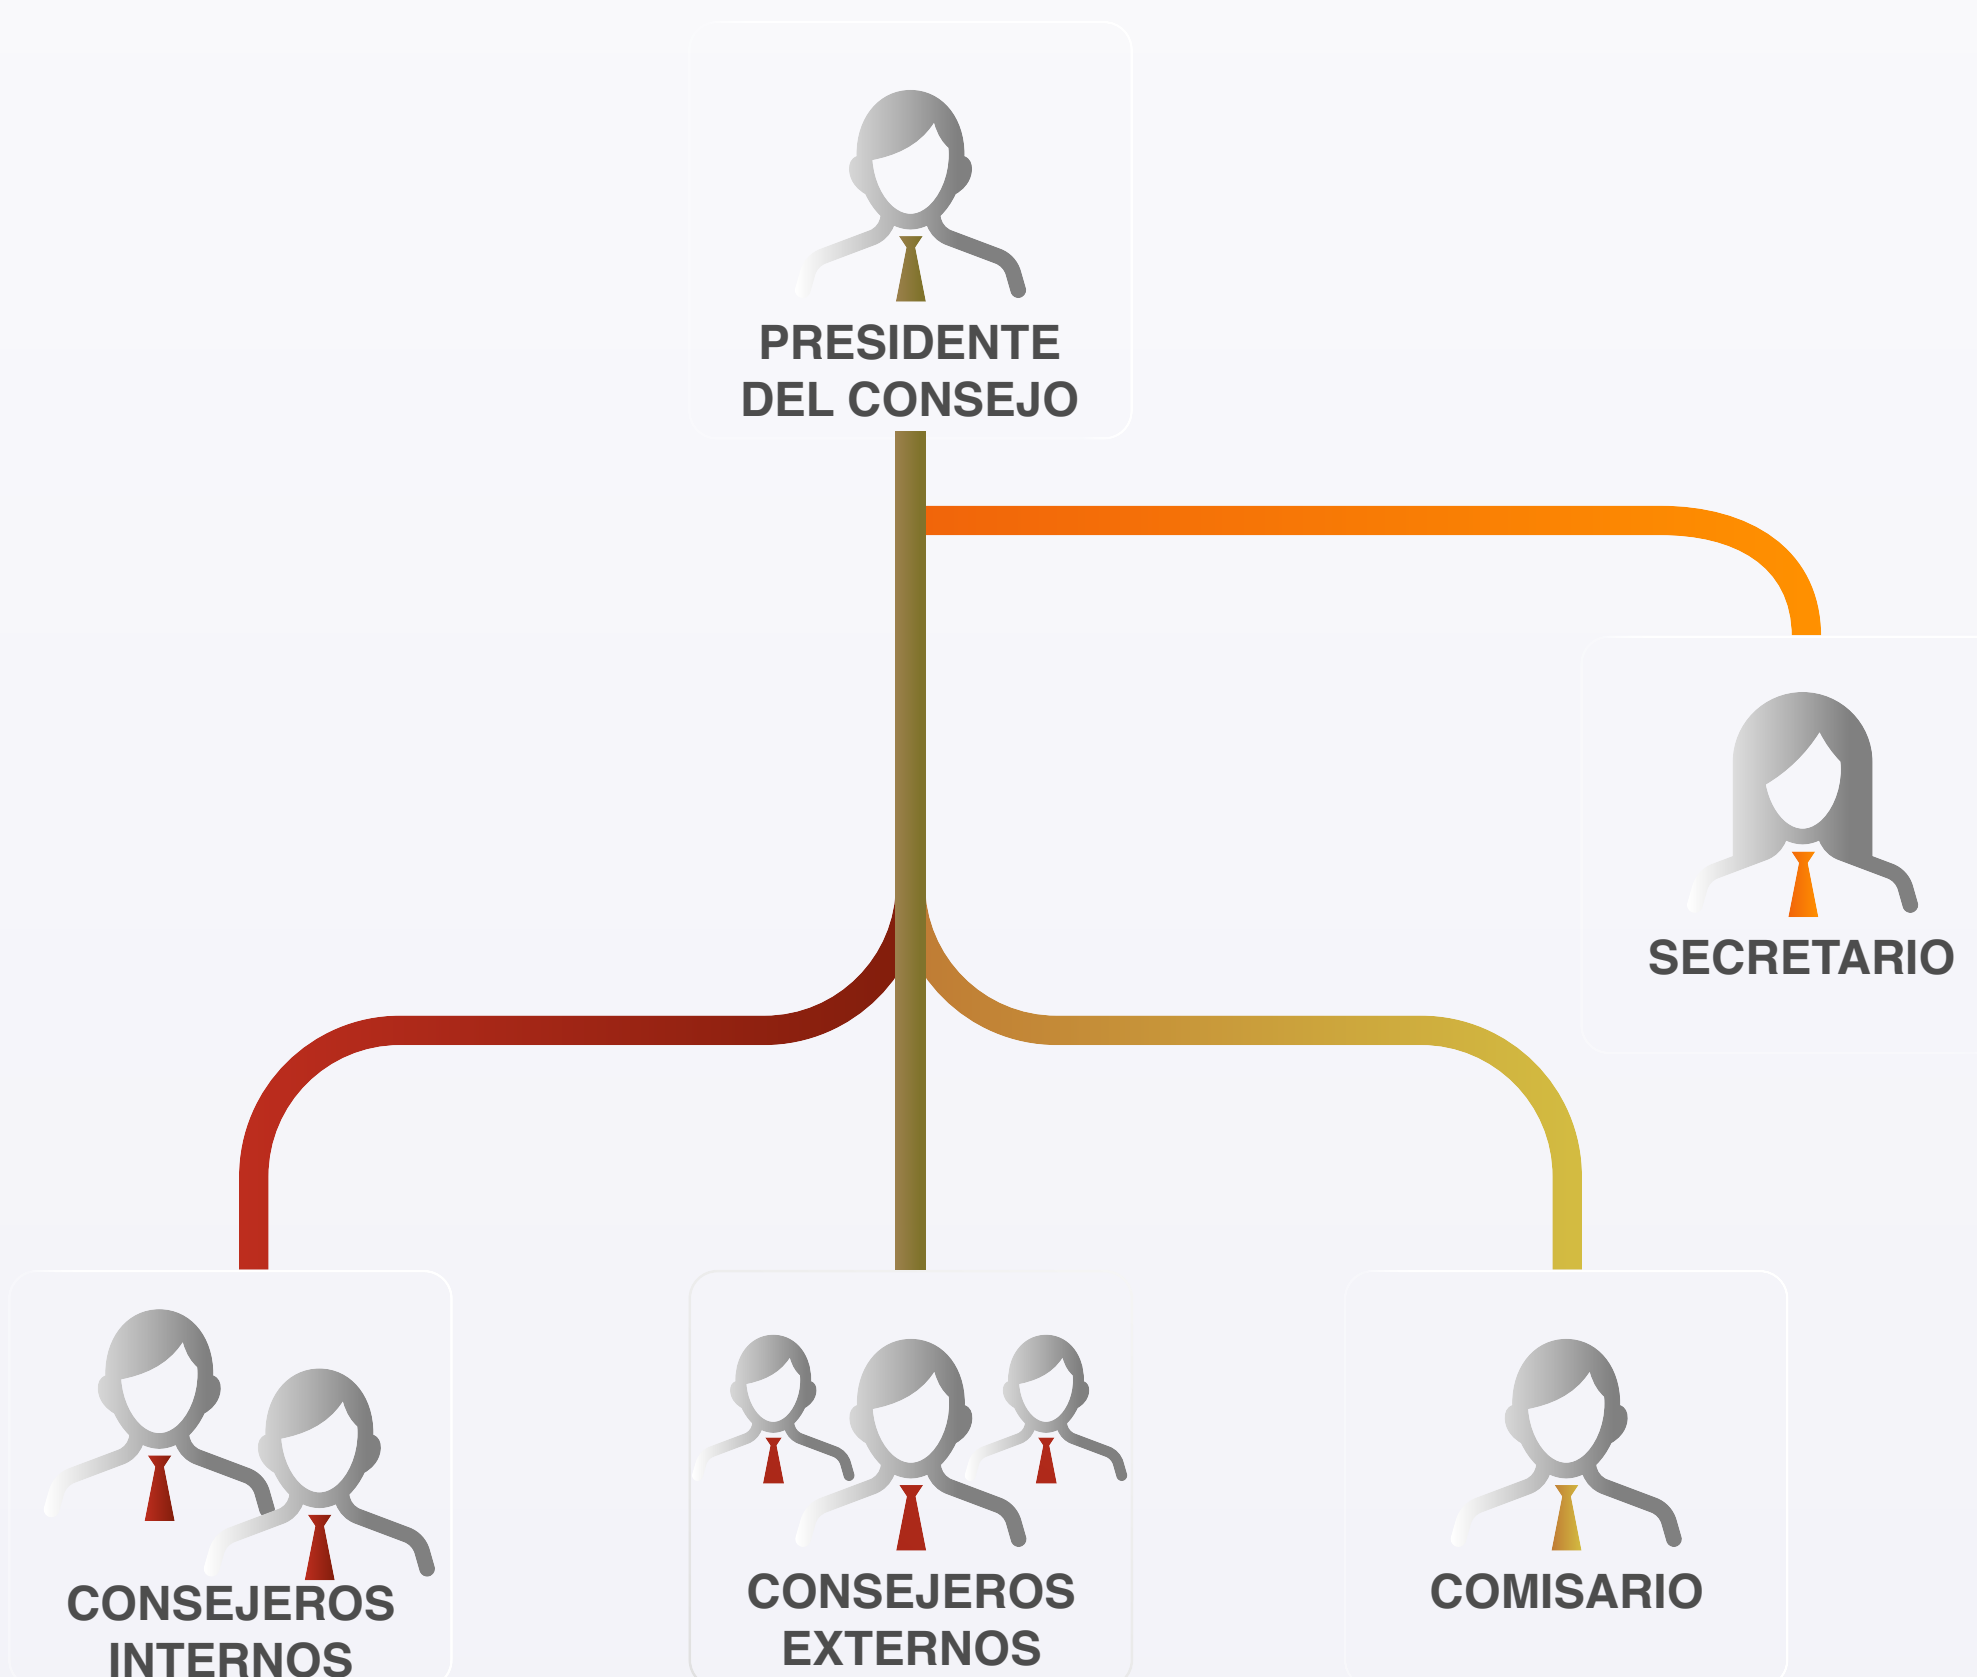 PRESIDENTE
DEL CONSEJO
SECRETARIO
CONSEJEROS
INTERNOS
CONSEJEROS
EXTERNOS
COMISARIO